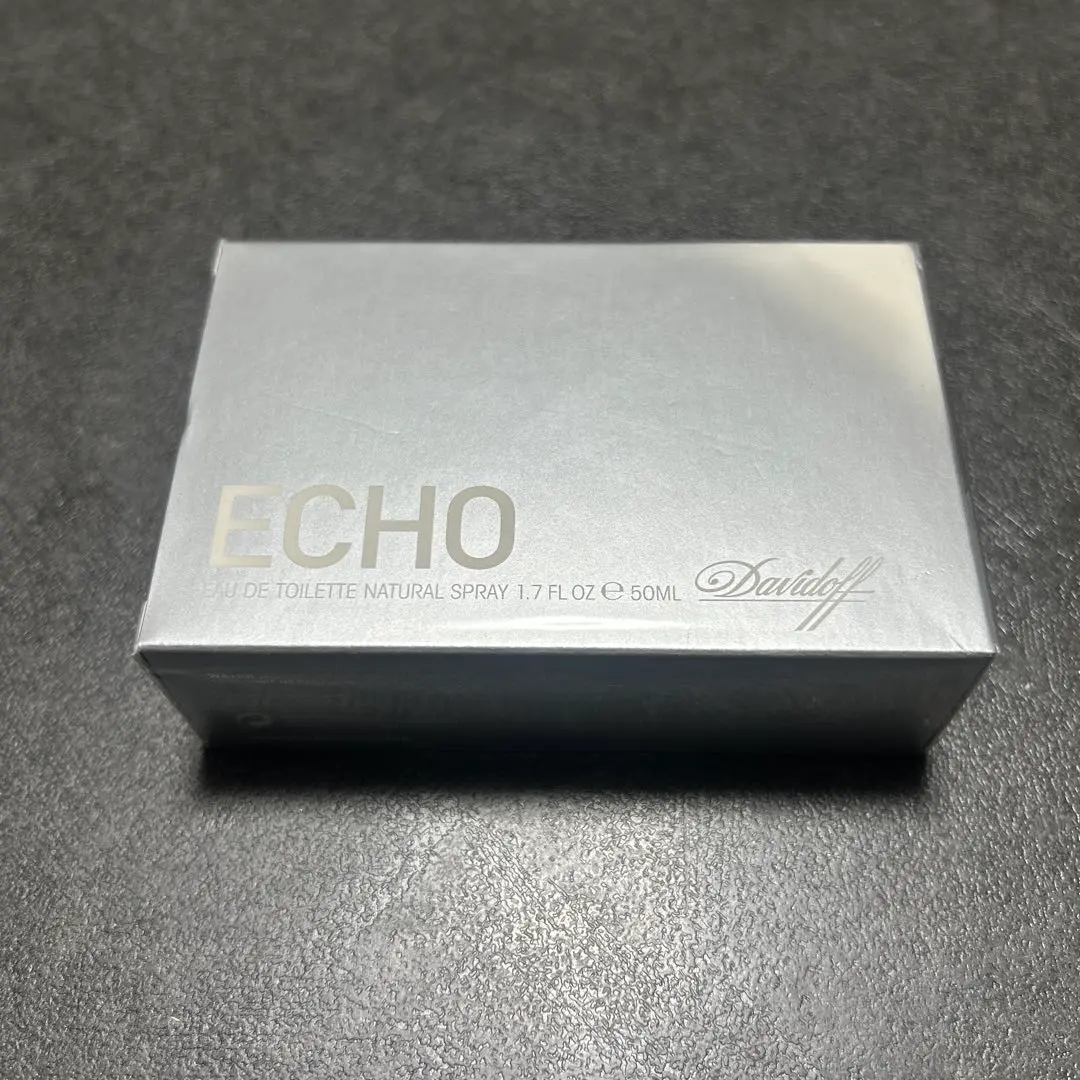 ECHO
EAU DE TOILETTE NATURAL SPRAY 1.7 FL OZ ℮ 50ML
Davidoff